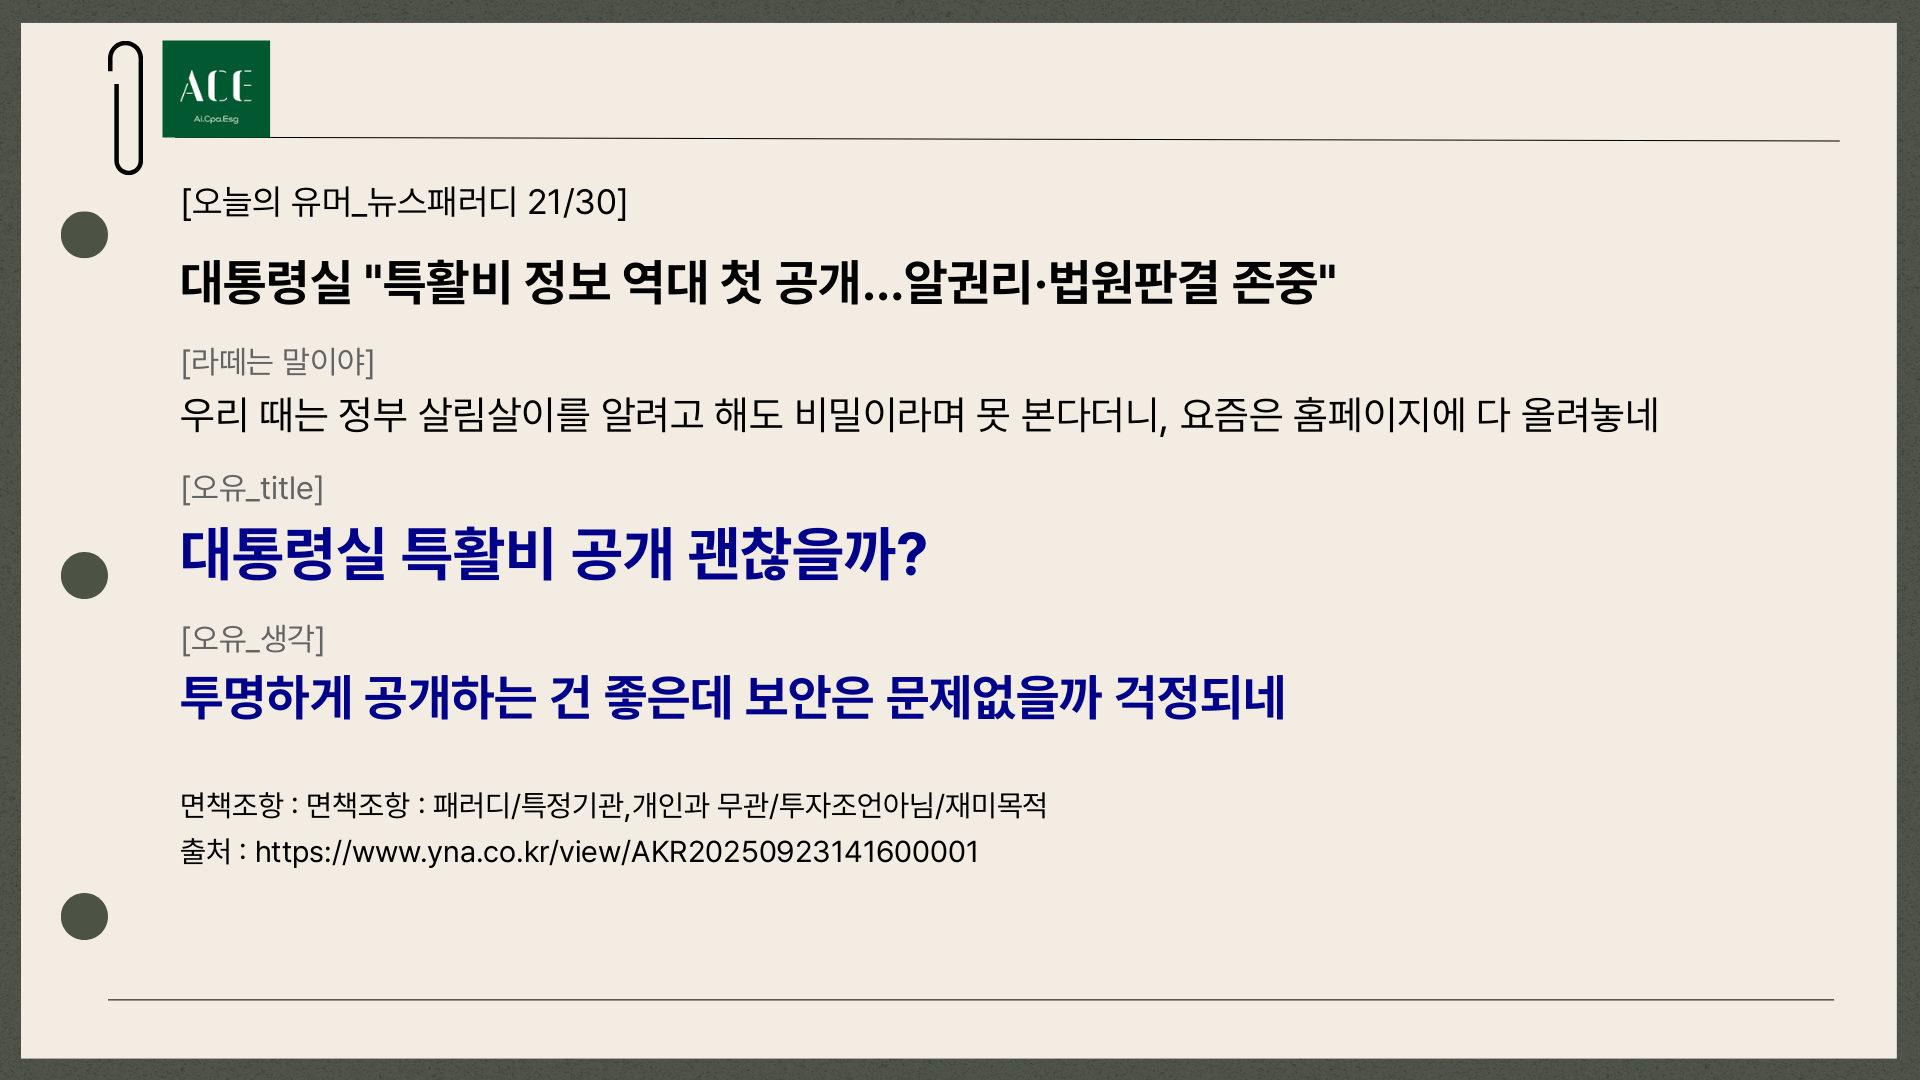 ACE
Ai.Cpa.Esg
[오늘의 유머_뉴스패러디 21/30]
대통령실 "특활비 정보 역대 첫 공개...알권리·법원판결 존중"
[라떼는 말이야]
우리 때는 정부 살림살이를 알려고 해도 비밀이라며 못 본다더니, 요즘은 홈페이지에 다 올려놓네
[오유_title]
대통령실 특활비 공개 괜찮을까?
[오유_생각]
투명하게 공개하는 건 좋은데 보안은 문제없을까 걱정되네
면책조항 : 면책조항 : 패러디/특정기관,개인과 무관/투자조언아님/재미목적
출처 : https://www.yna.co.kr/view/AKR20250923141600001